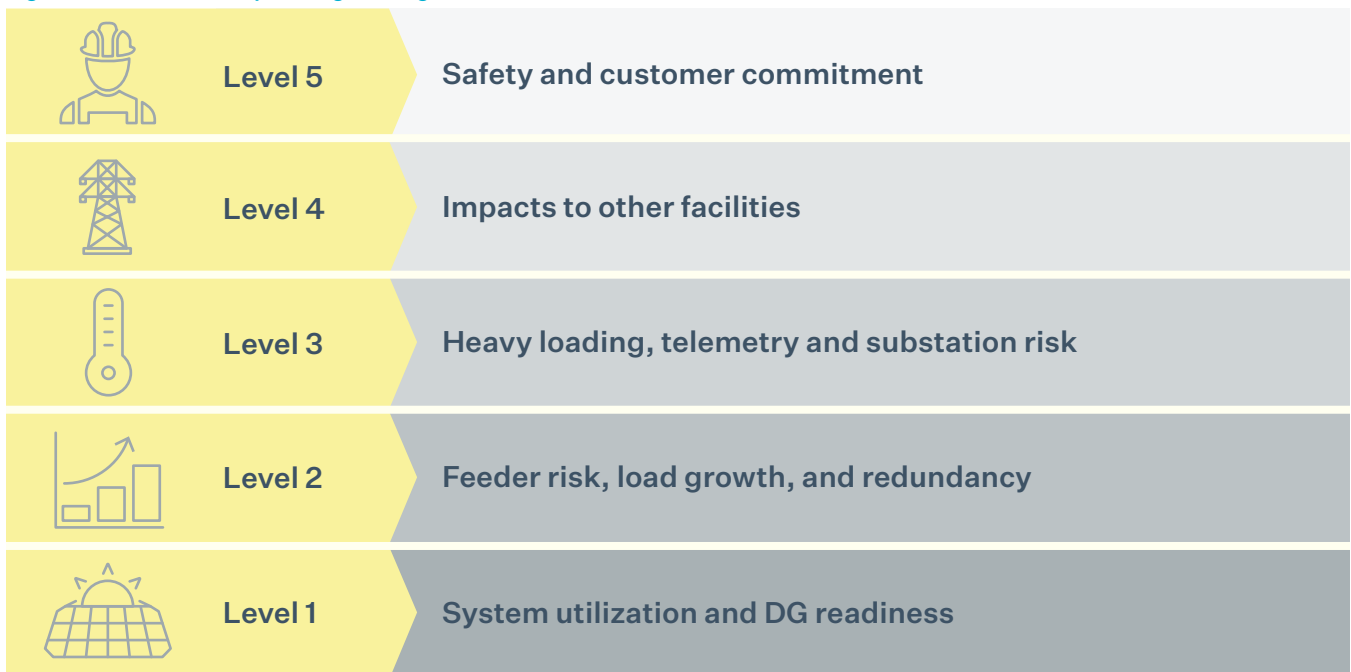 Level 5
Safety and customer commitment
Level 4
Impacts to other facilities
Level 3
Heavy loading, telemetry and substation risk
Level 2
Feeder risk, load growth, and redundancy
Level 1
System utilization and DG readiness